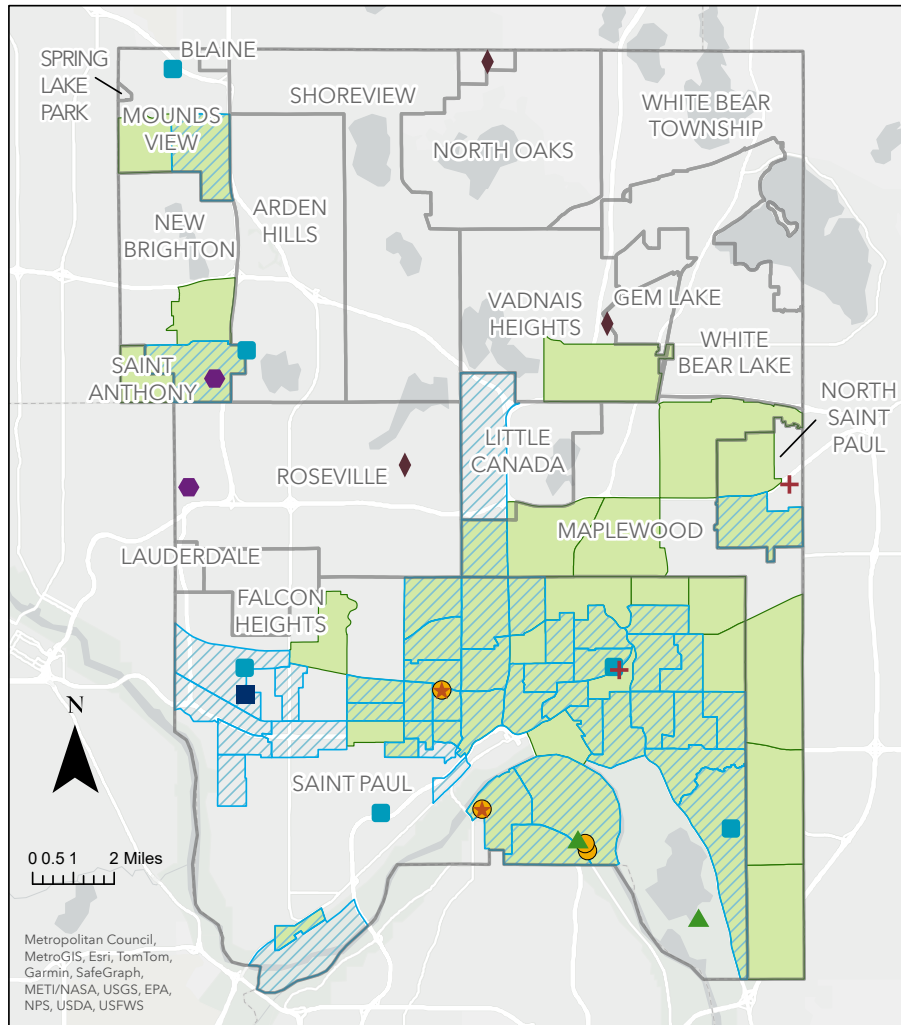 BLAINE
SPRING
LAKE
PARK
SHOREVIEW
WHITE BEAR
TOWNSHIP
MOUNDS
VIEW
NORTH OAKS
ARDEN
HILLS
NEW
BRIGHTON
GEM LAKE
VADNAIS
HEIGHTS
WHITE
BEAR LAKE
SAINT
ANTHONY
NORTH
SAINT
PAUL
LITTLE
CANADA
ROSEVILLE
MAPLEWOOD
LAUDERDALE
FALCON
HEIGHTS
N
SAINT PAUL
0 0.5 1 2 Miles
Metropolitan Council,
MetroGIS, Esri, TomTom,
Garmin, SafeGraph,
METI/NASA, USGS, EPA,
NPS, USDA, USFWS